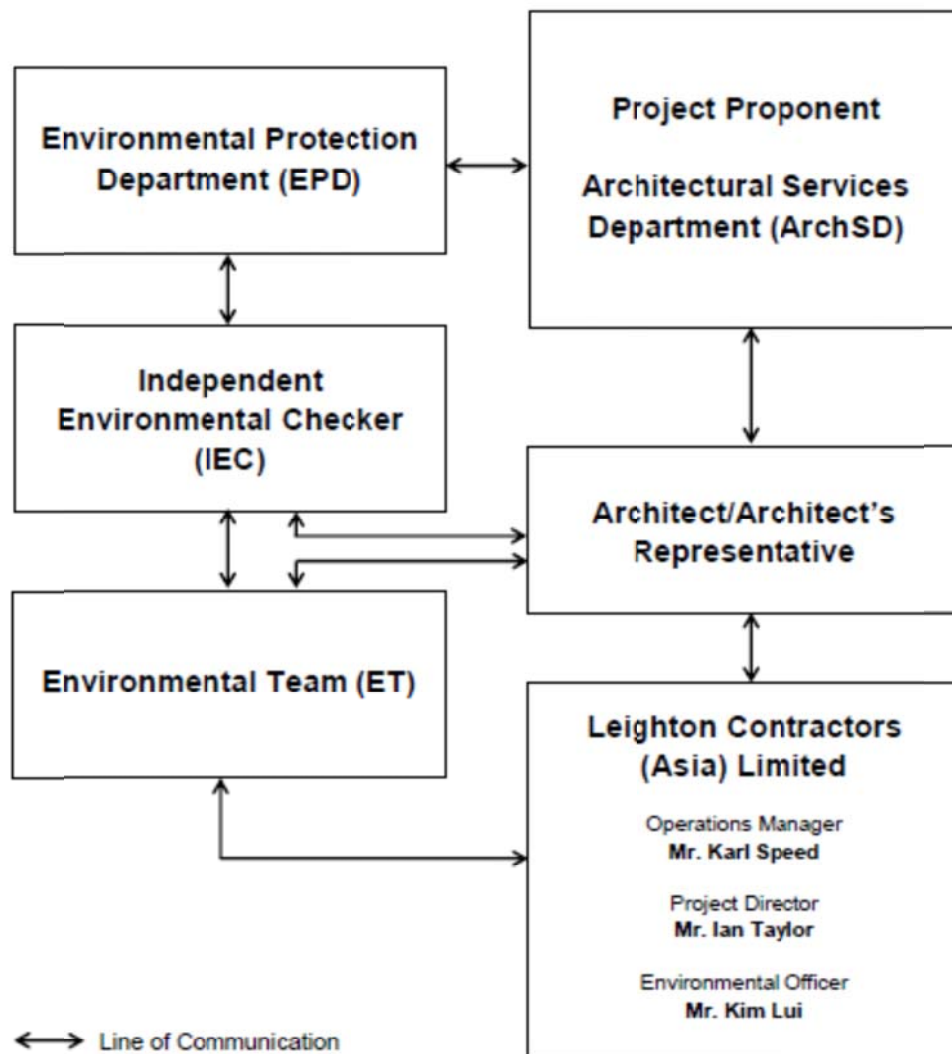 Environmental Protection
Department (EPD)
Project Proponent
Architectural Services
Department (ArchSD)
Independent
Environmental Checker
(IEC)
Architect/Architect's
Representative
Environmental Team (ET)
Leighton Contractors
(Asia) Limited
Operations Manager
Mr. Karl Speed
Project Director
Mr. Ian Taylor
Environmental Officer
Mr. Kim Lui
Line of Communication